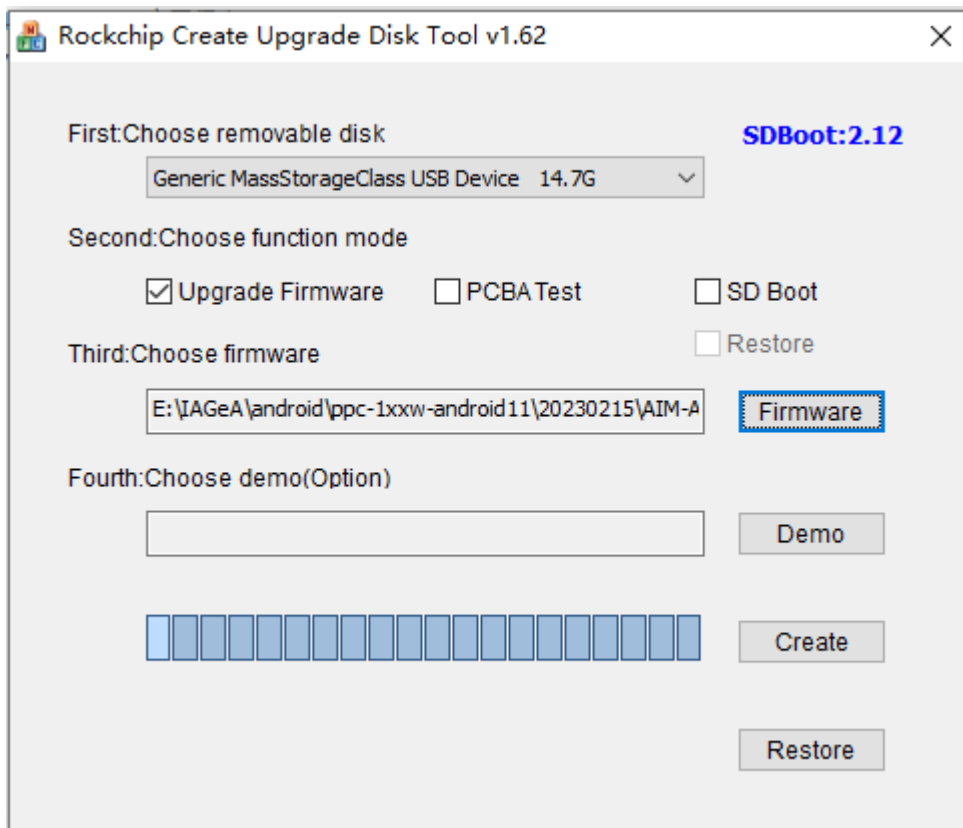 Rockchip Create Upgrade Disk Tool v1.62
First:Choose removable disk
SDBoot:2.12
Generic MassStorageClass USB Device 14.7G
Second:Choose function mode
Upgrade Firmware PCBA Test SD Boot
Restore
Third:Choose firmware
E:\IAGeA\android\ppc-1xxw-android11\20230215\AIM-A
Firmware
Fourth:Choose demo(Option)
Demo
Create
Restore